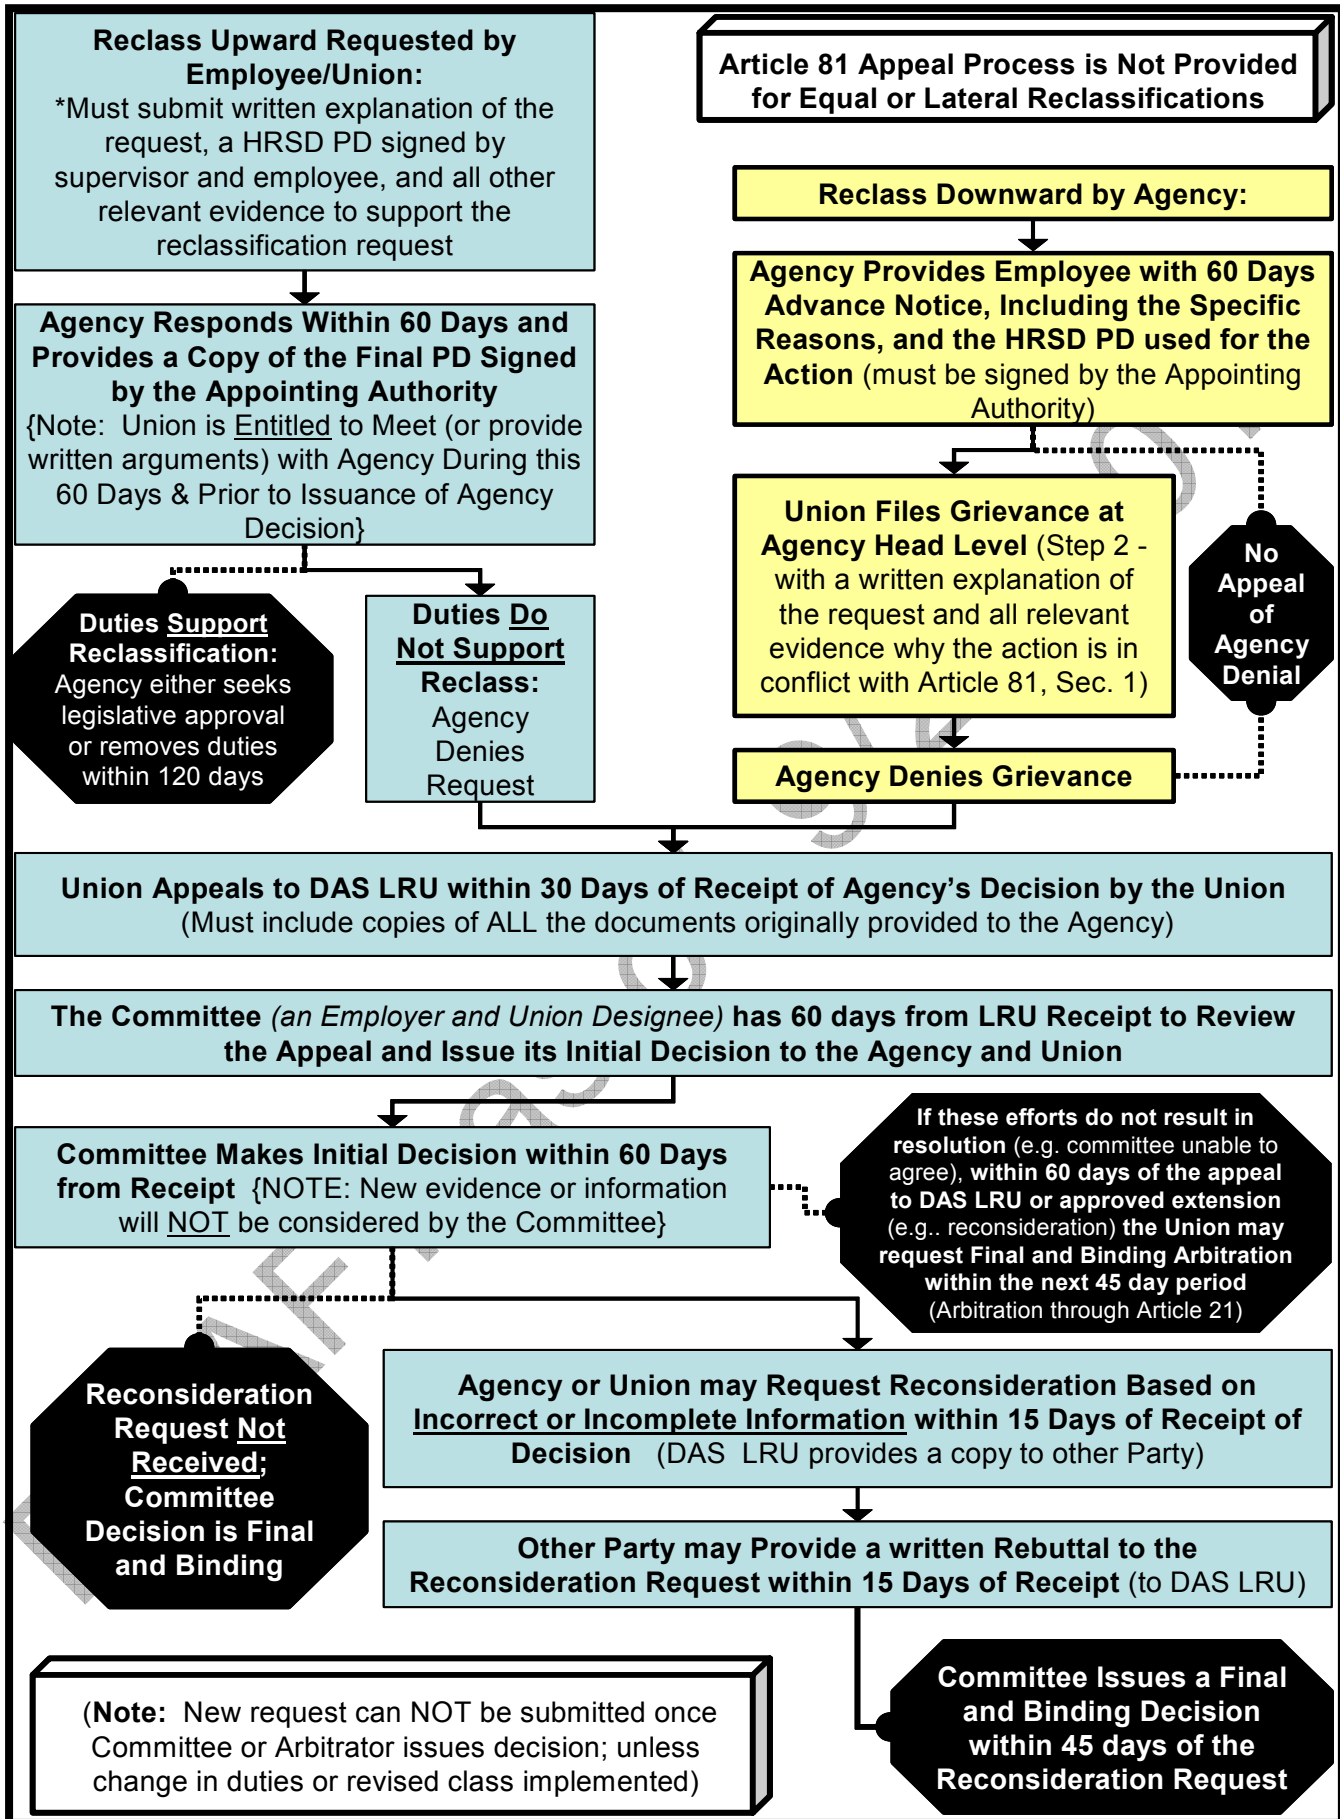 Reclass Upward Requested by
Employee/Union:
*Must submit written explanation of the
request, a HRSD PD signed by
supervisor and employee, and all other
relevant evidence to support the
reclassification request
Article 81 Appeal Process is Not Provided
for Equal or Lateral Reclassifications
Reclass Downward by Agency:
Agency Provides Employee with 60 Days
Advance Notice, Including the Specific
Reasons, and the HRSD PD used for the
Action (must be signed by the Appointing
Authority)
Agency Responds Within 60 Days and
Provides a Copy of the Final PD Signed
by the Appointing Authority
{Note: Union is Entitled to Meet (or provide
written arguments) with Agency During this
60 Days & Prior to Issuance of Agency
Decision}
Union Files Grievance at
Agency Head Level (Step 2 -
with a written explanation of
the request and all relevant
evidence why the action is in
conflict with Article 81, Sec. 1)
No
Appeal
of
Agency
Denial
Duties Support
Reclassification:
Agency either seeks
legislative approval
or removes duties
within 120 days
Duties Do
Not Support
Reclass:
Agency
Denies
Request
Agency Denies Grievance
Union Appeals to DAS LRU within 30 Days of Receipt of Agency's Decision by the Union
(Must include copies of ALL the documents originally provided to the Agency)
The Committee (an Employer and Union Designee) has 60 days from LRU Receipt to Review
the Appeal and Issue its Initial Decision to the Agency and Union
Committee Makes Initial Decision within 60 Days
from Receipt {NOTE: New evidence or information
will NOT be considered by the Committee}
If these efforts do not result in
resolution (e.g. committee unable to
agree), within 60 days of the appeal
to DAS LRU or approved extension
(e.g.. reconsideration) the Union may
request Final and Binding Arbitration
within the next 45 day period
(Arbitration through Article 21)
Reconsideration
Request Not
Received;
Committee
Decision is Final
and Binding
Agency or Union may Request Reconsideration Based on
Incorrect or Incomplete Information within 15 Days of Receipt of
Decision (DAS LRU provides a copy to other Party)
Other Party may Provide a written Rebuttal to the
Reconsideration Request within 15 Days of Receipt (to DAS LRU)
Committee Issues a Final
and Binding Decision
within 45 days of the
Reconsideration Request
(Note: New request can NOT be submitted once
Committee or Arbitrator issues decision; unless
change in duties or revised class implemented)